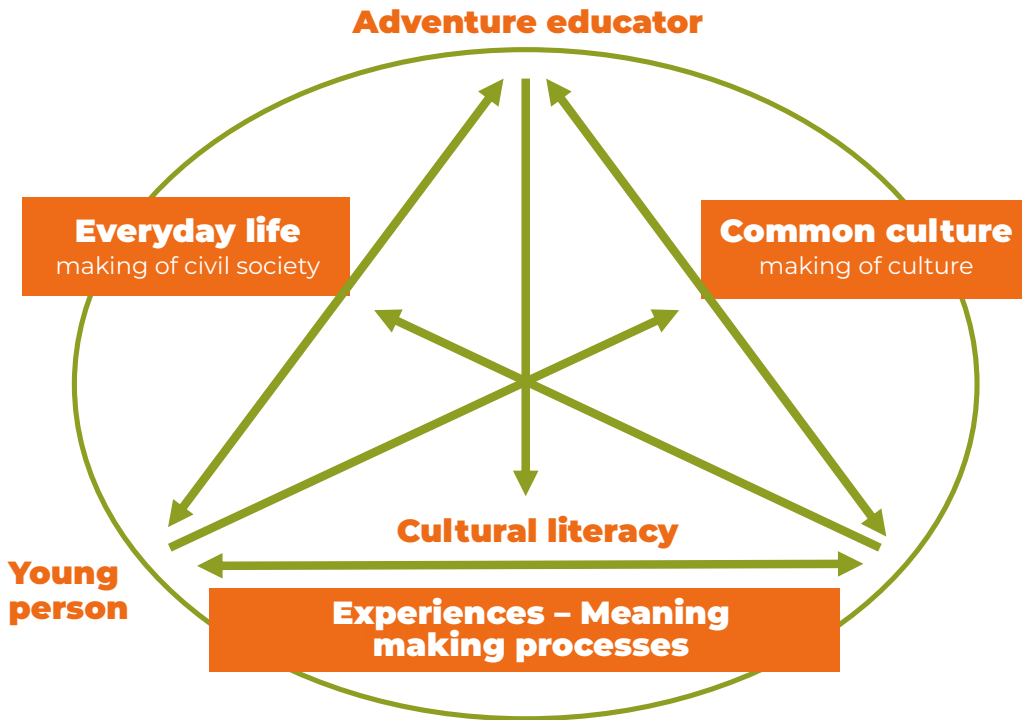 Adventure educator
Everyday life
making of civil society
Common culture
making of culture
Cultural literacy
Young
person
Experiences – Meaning
making processes